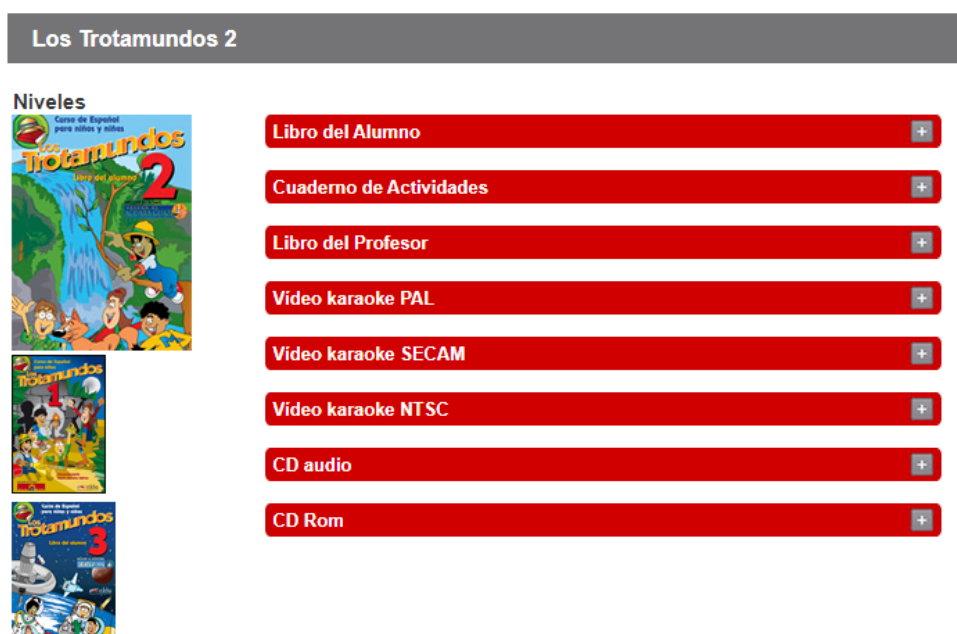 Los Trotamundos 2
Niveles
Curso de Español
para niños y niñas
Los
Trotamundos
Libro del alumno
2
Curso de Español
para niños
Los
Trotamundos
1
Curso de Español
para niños y niñas
Los
Trotamundos
Libro del alumno
3
Libro del Alumno
Cuaderno de Actividades
Libro del Profesor
Vídeo karaoke PAL
Vídeo karaoke SECAM
Vídeo karaoke NTSC
CD audio
CD Rom